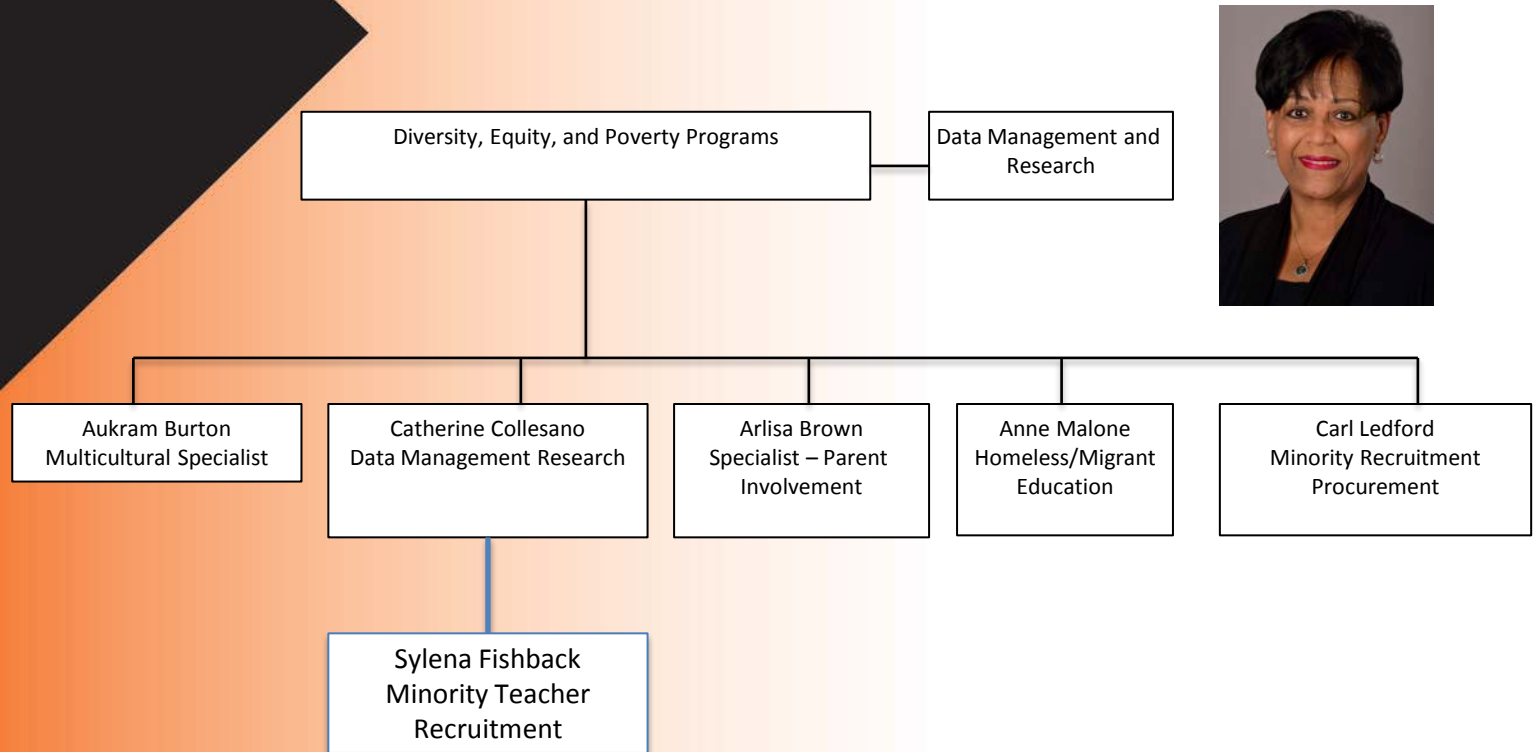 Diversity, Equity, and Poverty Programs
Data Management and
Research
Aukram Burton
Multicultural Specialist
Catherine Collesano
Data Management Research
Arlisa Brown
Specialist – Parent
Involvement
Anne Malone
Homeless/Migrant
Education
Carl Ledford
Minority Recruitment
Procurement
Sylena Fishback
Minority Teacher
Recruitment